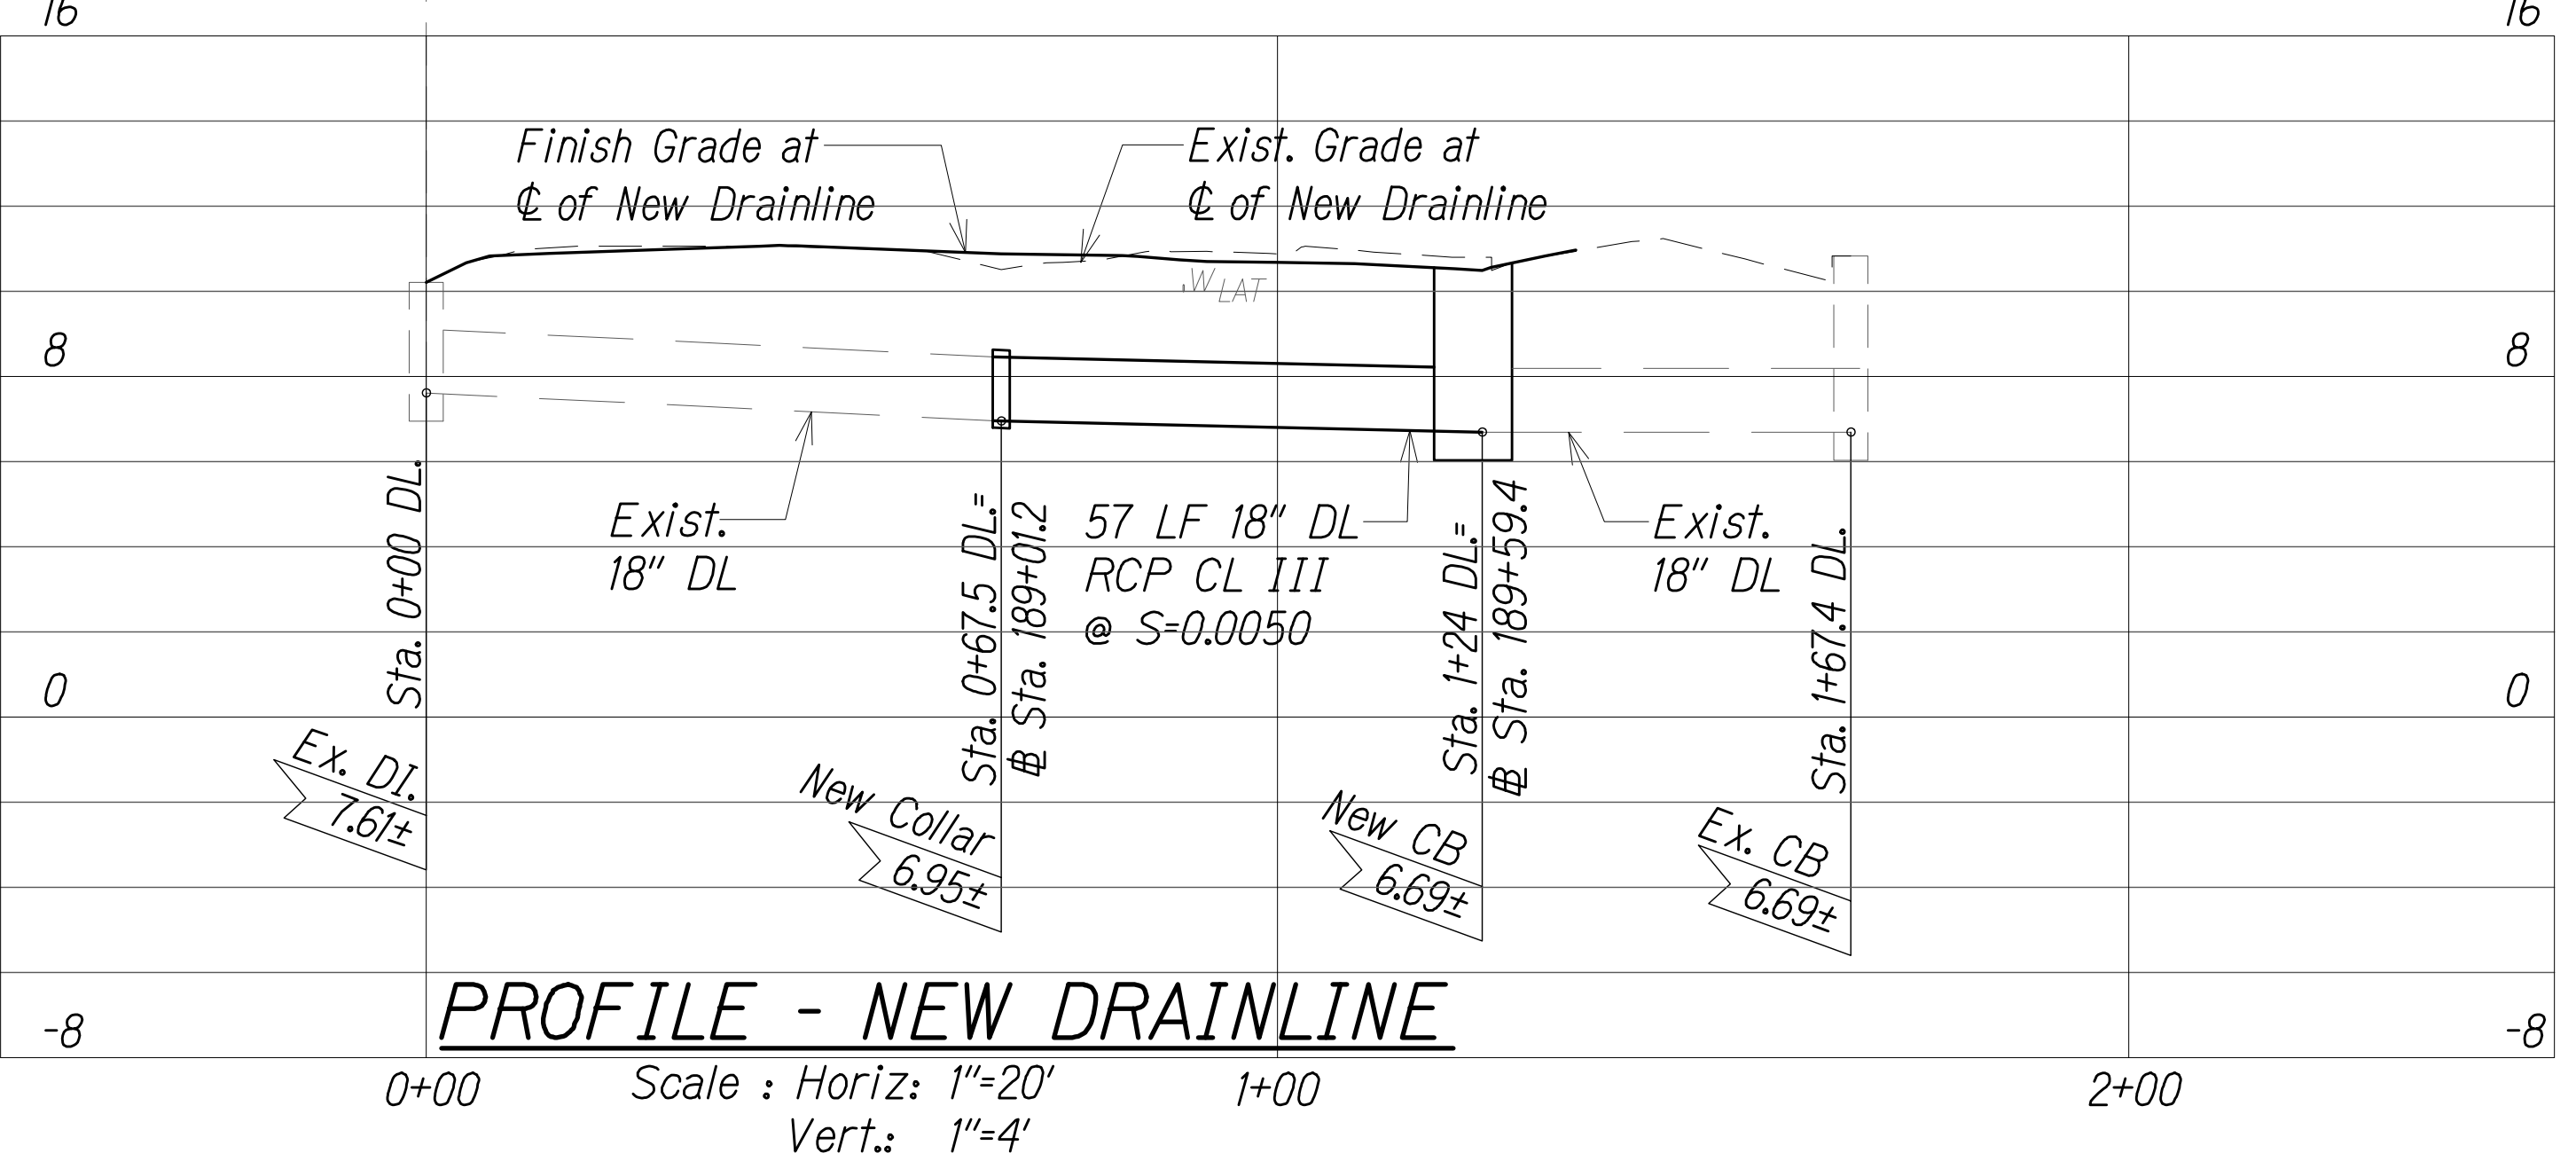 16
16
Finish Grade at
℄ of New Drainline
Exist. Grade at
℄ of New Drainline
W LAT
8
8
Exist.
18" DL
57 LF 18" DL
RCP CL III
@ S=0.0050
Exist.
18" DL
Sta. 0+00 DL.
Sta. 0+67.5 DL.=
℔ Sta. 189+01.2
Sta. 1+24 DL.=
℔ Sta. 189+59.4
Sta. 1+67.4 DL.
0
0
Ex. DI.
7.61±
New Collar
6.95±
New CB
6.69±
Ex. CB
6.69±
-8
-8
PROFILE - NEW DRAINLINE
0+00
Scale : Horiz: 1"=20'
Vert.: 1"=4'
1+00
2+00